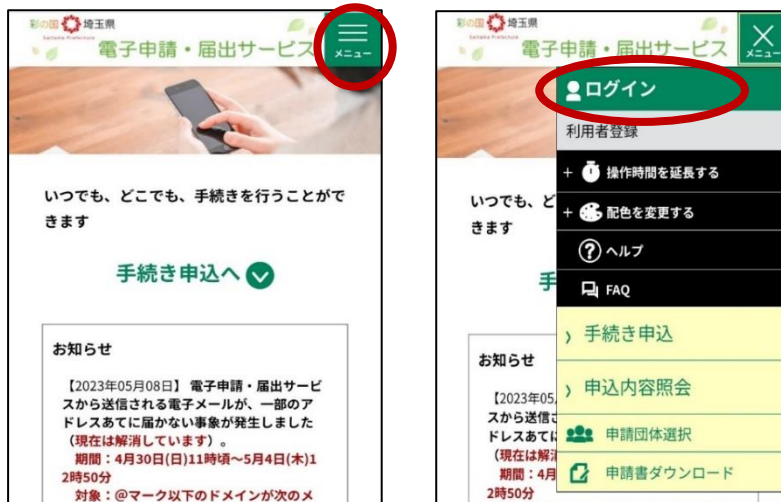 彩の国 埼玉県
Saitama Prefecture
電子申請・届出サービス
メニュー
いつでも、どこでも、手続きを行うことがで
きます
手続き申込へ
お知らせ
【2023年05月08日】 電子申請・届出サービ
スから送信される電子メールが、一部のア
ドレスあてに届かない事象が発生しました
（現在は解消しています）。
期間：4月30日(日)11時頃～5月4日(木)1
2時50分
対象：@マーク以下のドメインが次のメ
彩の国 埼玉県
Saitama Prefecture
電子申請・届出サービス
メニュー
ログイン
利用者登録
+ 操作時間を延長する
+ 配色を変更する
? ヘルプ
FAQ
手続き申込
申込内容照会
申請団体選択
申請書ダウンロード
いつでも、ど
きます
手
お知らせ
【2023年05
スから送信さ
ドレスあてに
（現在は解消
期間：4月
2時50分